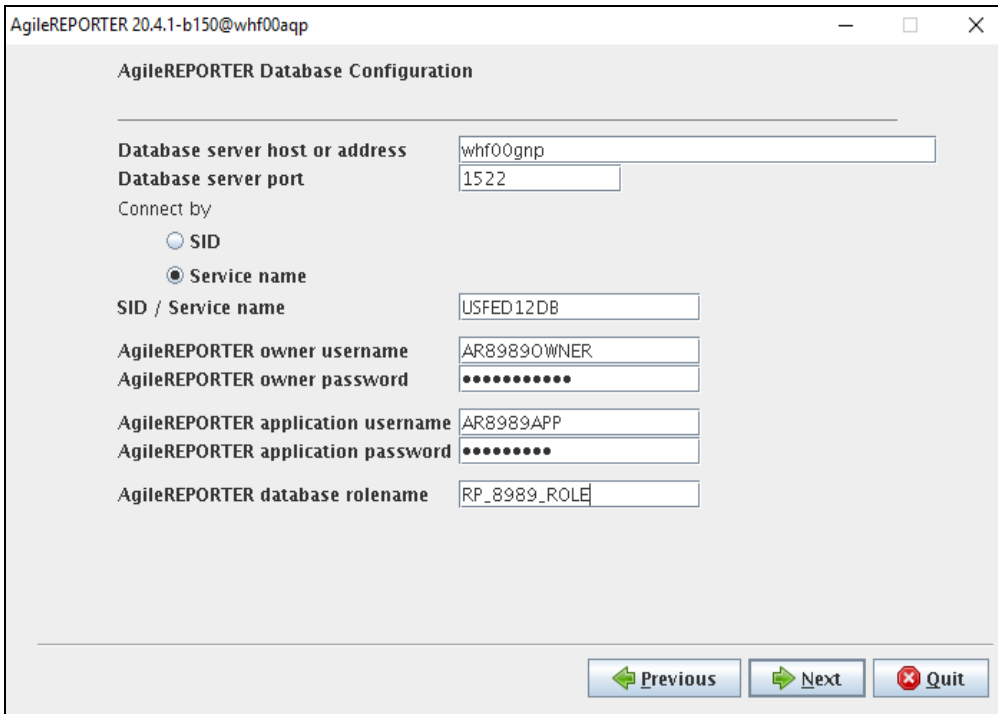 AgileREPORTER 20.4.1-b150@whf00aqp
AgileREPORTER Database Configuration
Database server host or address whf00gnp
Database server port 1522
Connect by
SID
Service name
SID / Service name USFED12DB
AgileREPORTER owner username AR8989OWNER
AgileREPORTER owner password •••••••••••
AgileREPORTER application username AR8989APP
AgileREPORTER application password •••••••••
AgileREPORTER database rolename RP_8989_ROLE
Previous Next Quit